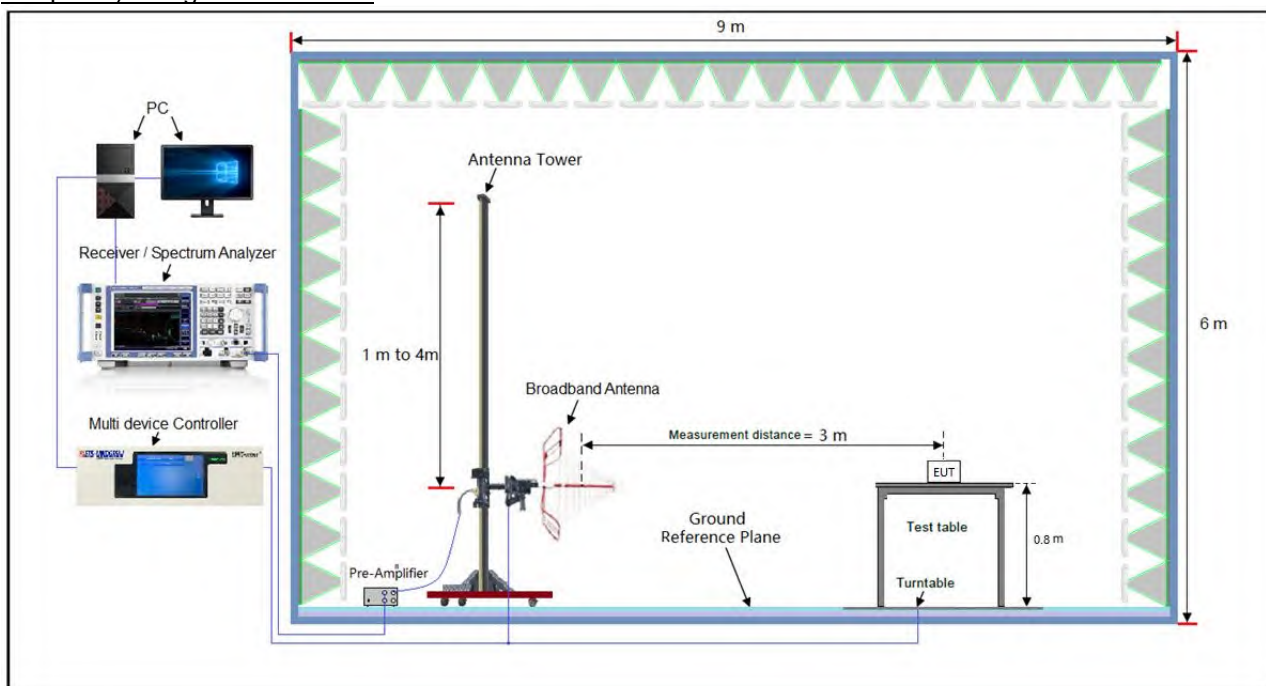 9 m
PC
Antenna Tower
Receiver / Spectrum Analyzer
6 m
1 m to 4m
Broadband Antenna
Multi device Controller
Measurement distance = 3 m
EUT
Ground
Reference Plane
Test table
0.8 m
Pre-Amplifier
Turntable